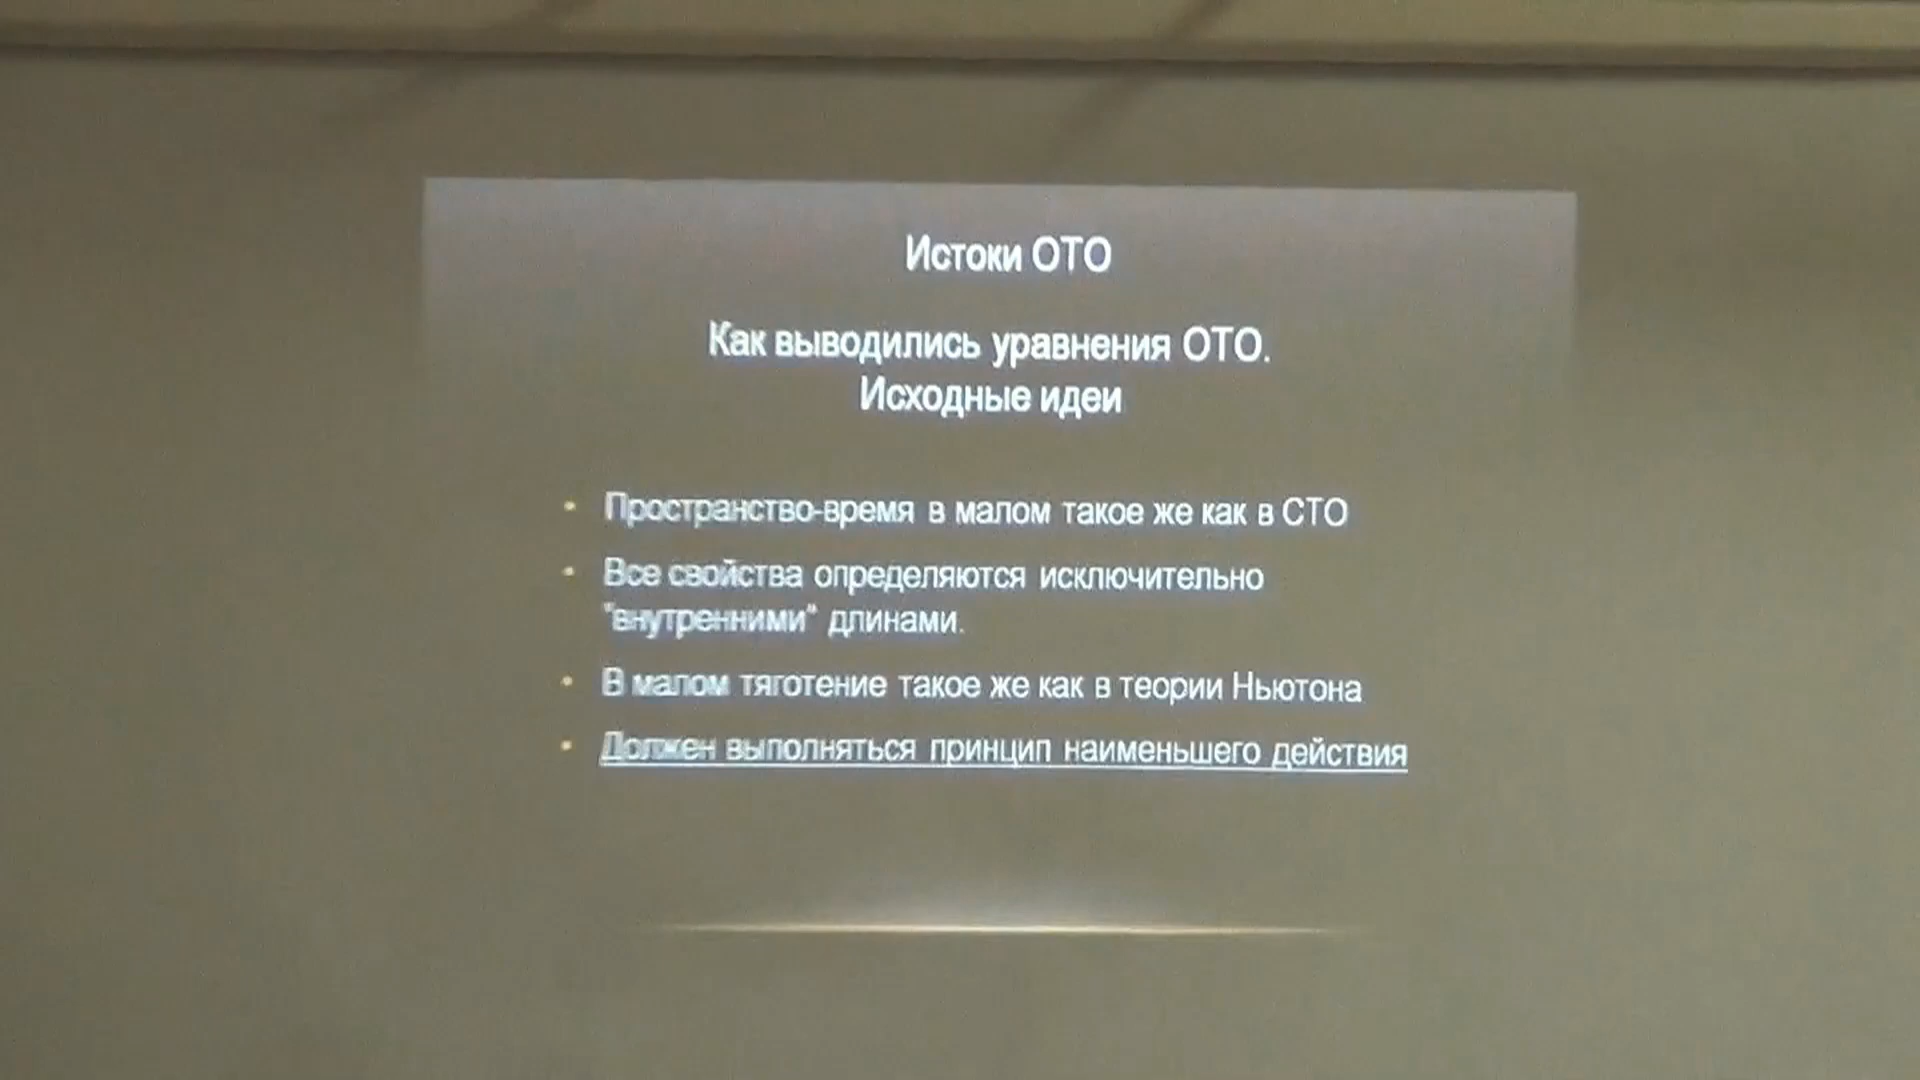 Истоки ОТО
Как выводились уравнения ОТО.
Исходные идеи
• Пространство-время в малом такое же как в СТО
• Все свойства определяются исключительно
"внутренними" длинами.
• В малом тяготение такое же как в теории Ньютона
• Должен выполняться принцип наименьшего действия